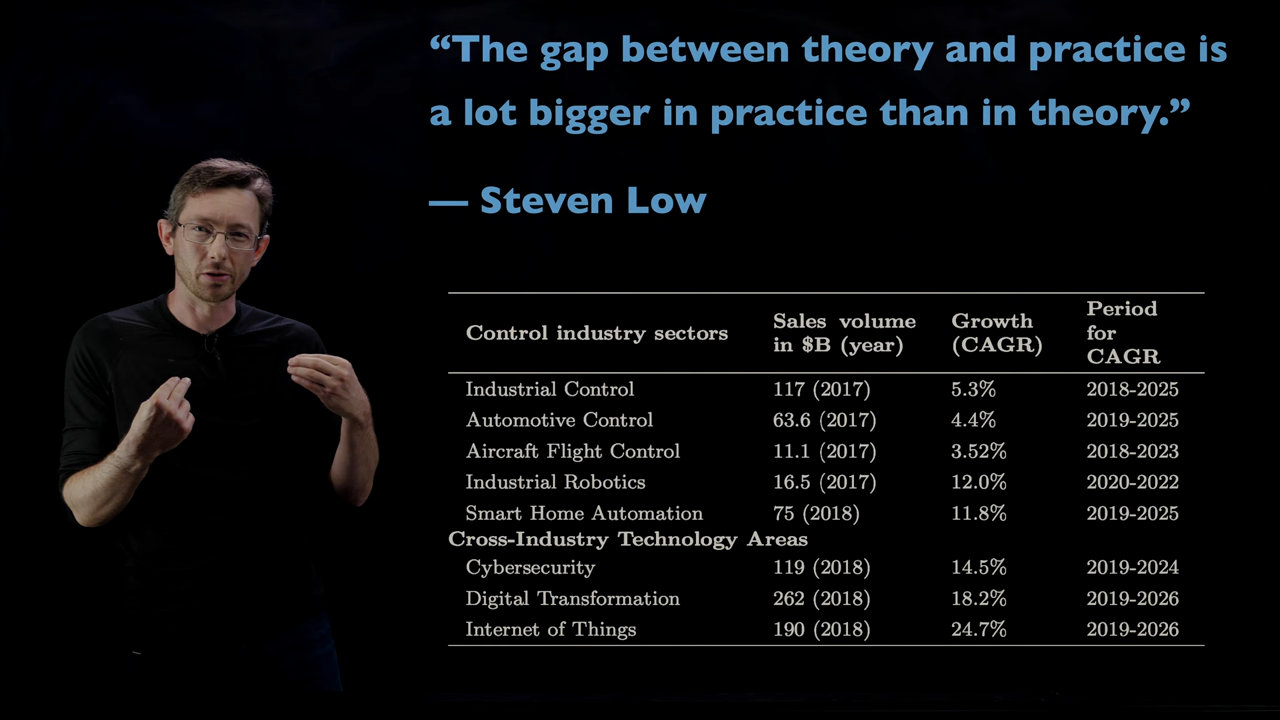 “The gap between theory and practice is
a lot bigger in practice than in theory.”
— Steven Low
Control industry sectors Sales volume in $B (year) Growth (CAGR) Period for CAGR
Industrial Control 117 (2017) 5.3% 2018-2025
Automotive Control 63.6 (2017) 4.4% 2019-2025
Aircraft Flight Control 11.1 (2017) 3.52% 2018-2023
Industrial Robotics 16.5 (2017) 12.0% 2020-2022
Smart Home Automation 75 (2018) 11.8% 2019-2025
Cross-Industry Technology Areas
Cybersecurity 119 (2018) 14.5% 2019-2024
Digital Transformation 262 (2018) 18.2% 2019-2026
Internet of Things 190 (2018) 24.7% 2019-2026